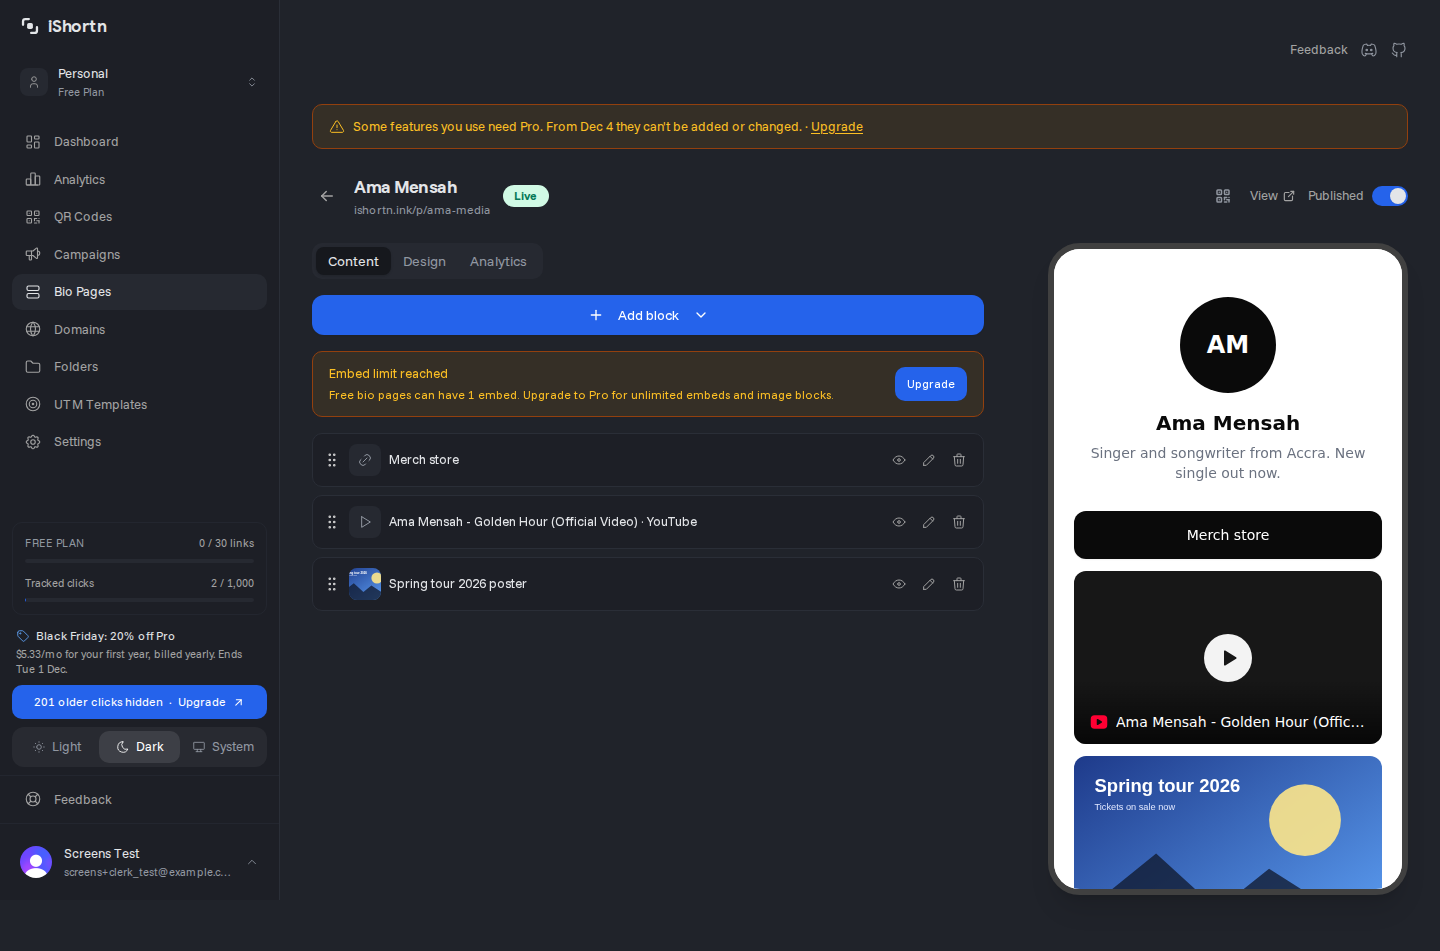 iShortn
Personal
Free Plan
Dashboard
Analytics
QR Codes
Campaigns
Bio Pages
Domains
Folders
UTM Templates
Settings
FREE PLAN 0 / 30 links
Tracked clicks 2 / 1,000
Black Friday: 20% off Pro
$5.33/mo for your first year, billed yearly. Ends
Tue 1 Dec.
201 older clicks hidden · Upgrade
Light Dark System
Feedback
Screens Test
screens+clerk_test@example.c...
Feedback
Some features you use need Pro. From Dec 4 they can't be added or changed. · Upgrade
Ama Mensah Live
ishortn.ink/p/ama-media
View Published
Content Design Analytics
Add block
Embed limit reached
Free bio pages can have 1 embed. Upgrade to Pro for unlimited embeds and image blocks.
Upgrade
Merch store
Ama Mensah - Golden Hour (Official Video) · YouTube
Spring tour 2026 poster
AM
Ama Mensah
Singer and songwriter from Accra. New
single out now.
Merch store
Ama Mensah - Golden Hour (Offic...
Spring tour 2026
Tickets on sale now